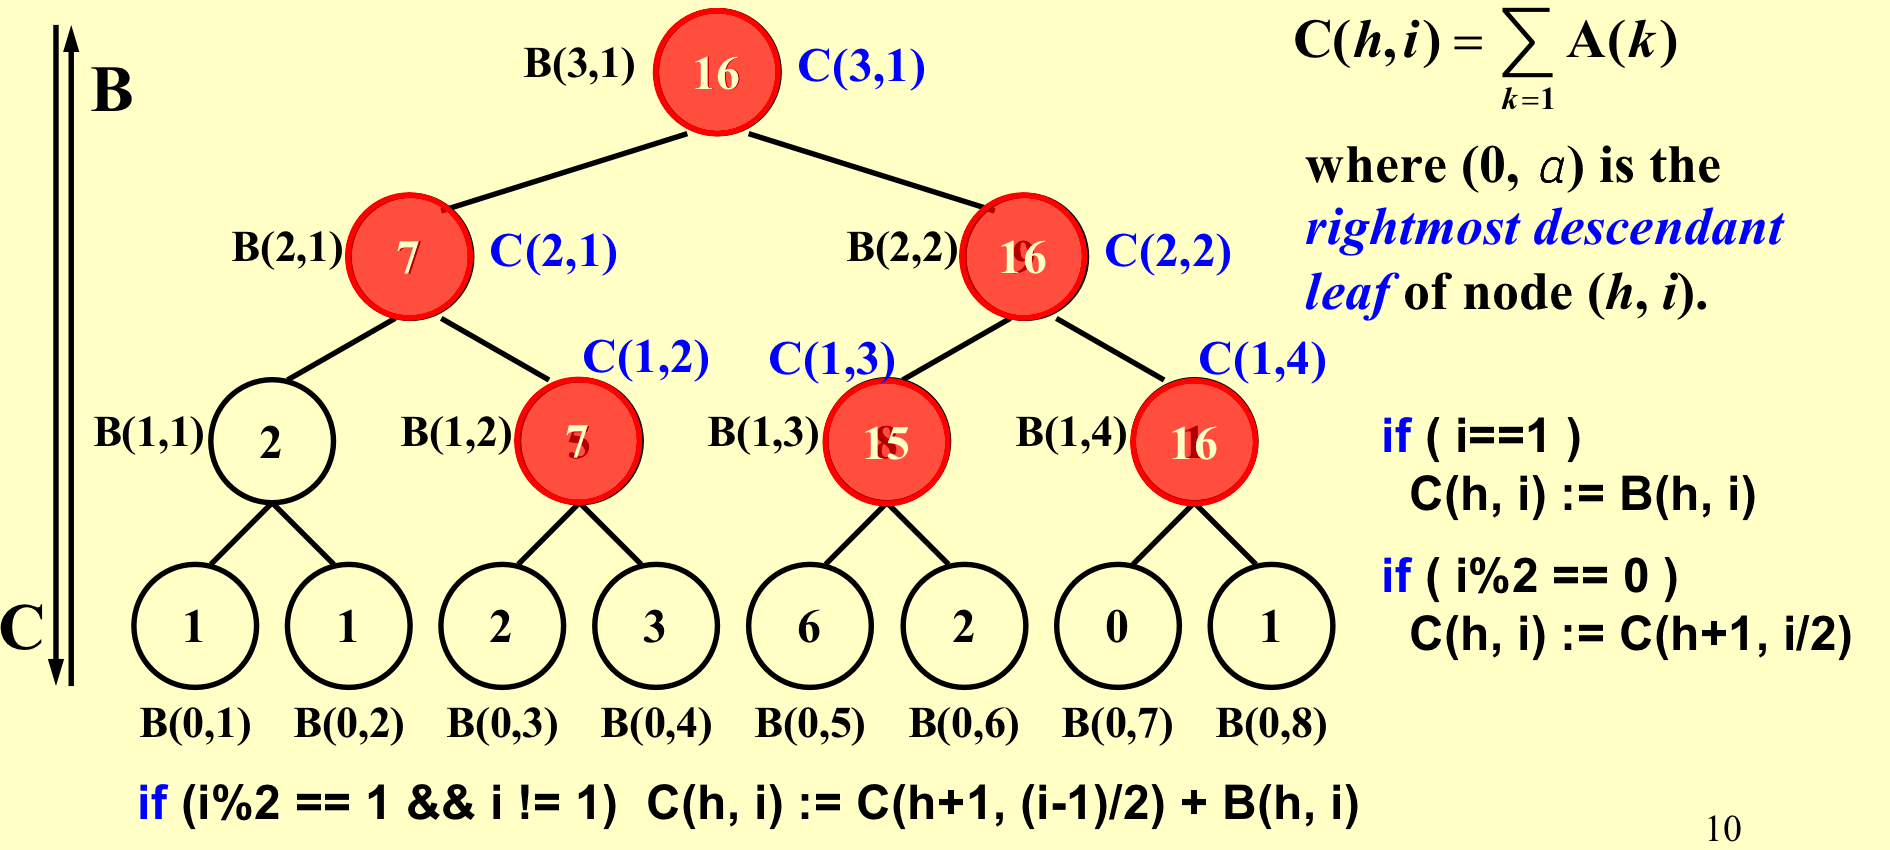 B
B(3,1) 16 C(3,1)
C(h,i) = ∑ A(k)
k=1
where (0, a) is the
rightmost descendant
leaf of node (h, i).
B(2,1) 7 C(2,1) B(2,2) 16 C(2,2)
C(1,2) C(1,3) C(1,4)
B(1,1) 2 B(1,2) 7 B(1,3) 15 B(1,4) 16
if ( i==1 )
C(h, i) := B(h, i)
if ( i%2 == 0 )
C(h, i) := C(h+1, i/2)
C
1 1 2 3 6 2 0 1
B(0,1) B(0,2) B(0,3) B(0,4) B(0,5) B(0,6) B(0,7) B(0,8)
if (i%2 == 1 && i != 1) C(h, i) := C(h+1, (i-1)/2) + B(h, i)
10